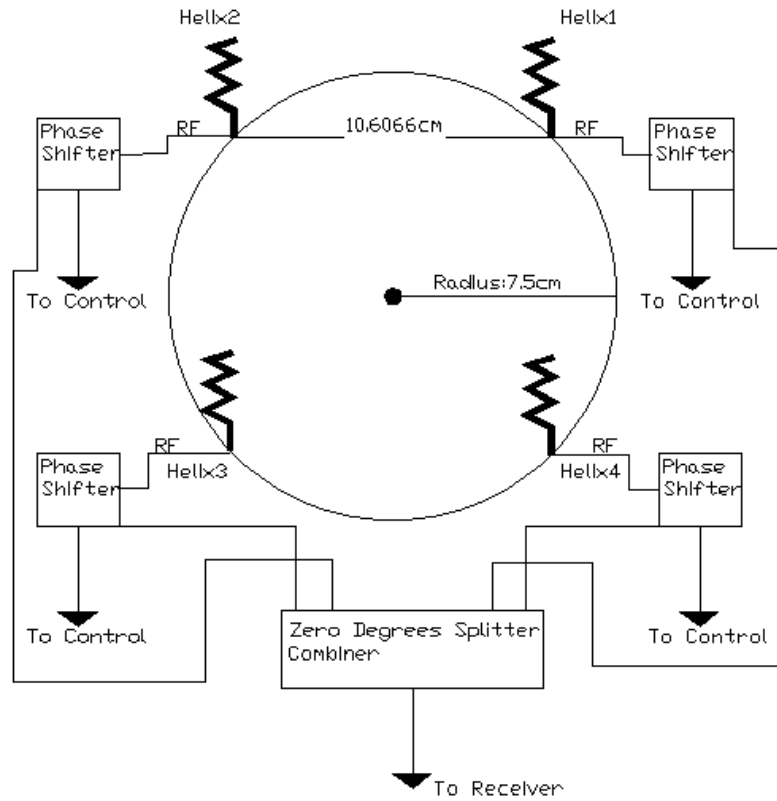 Helix2
Helix1
Phase
Shifter
RF
10.6066cm
RF
Phase
Shifter
Radius:7.5cm
To Control
To Control
RF
Helix3
RF
Helix4
Phase
Shifter
Phase
Shifter
To Control
To Control
Zero Degrees Splitter
Combiner
To Receiver